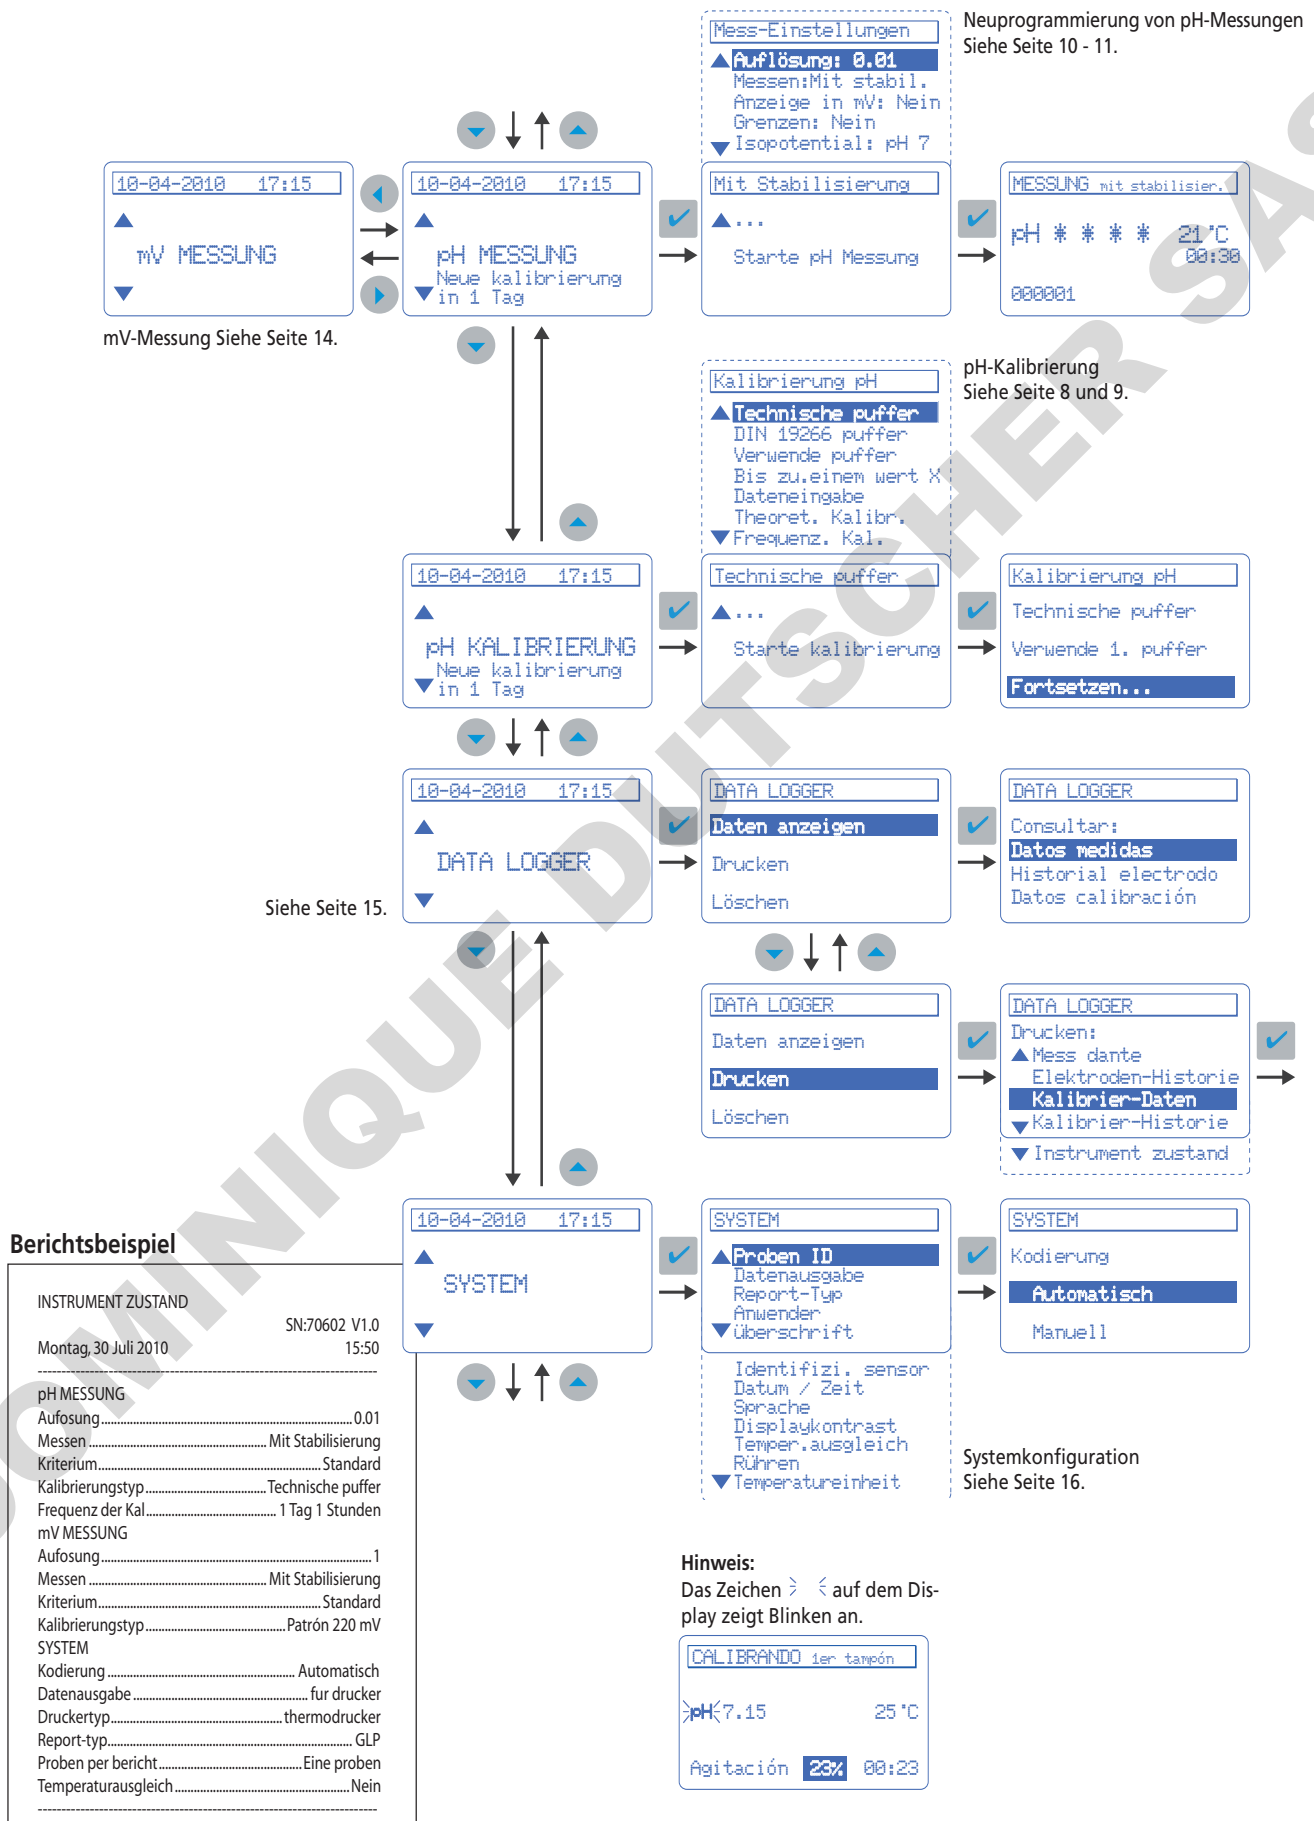 Mess-Einstellungen
Auflösung: 0.01
Messen:Mit stabil.
Anzeige in mV: Nein
Grenzen: Nein
Isopotential: pH 7
Neuprogrammierung von pH-Messungen
Siehe Seite 10 - 11.
10-04-2010 17:15
mV MESSUNG
mV-Messung Siehe Seite 14.
10-04-2010 17:15
pH MESSUNG
Neue kalibrierung
in 1 Tag
Mit Stabilisierung
...
Starte pH Messung
MESSUNG mit stabilisier.
pH * * * * 21°C
00:30
000001
Kalibrierung pH
Technische puffer
DIN 19266 puffer
Verwende puffer
Bis zu.einem wert X
Dateneingabe
Theoret. Kalibr.
Frequenz. Kal.
pH-Kalibrierung
Siehe Seite 8 und 9.
10-04-2010 17:15
pH KALIBRIERUNG
Neue kalibrierung
in 1 Tag
Technische puffer
...
Starte kalibrierung
Kalibrierung pH
Technische puffer
Verwende 1. puffer
Fortsetzen...
10-04-2010 17:15
DATA LOGGER
Siehe Seite 15.
DATA LOGGER
Daten anzeigen
Drucken
Löschen
DATA LOGGER
Consultar:
Datos medidas
Historial electrodo
Datos calibración
DATA LOGGER
Daten anzeigen
Drucken
Löschen
DATA LOGGER
Drucken:
Mess dante
Elektroden-Historie
Kalibrier-Daten
Kalibrier-Historie
Instrument zustand
10-04-2010 17:15
SYSTEM
SYSTEM
Proben ID
Datenausgabe
Report-Typ
Anwender
überschrift
Identifizi. sensor
Datum / Zeit
Sprache
Displaykontrast
Temper.ausgleich
Rühren
Temperatureinheit
SYSTEM
Kodierung
Automatisch
Manuell
Systemkonfiguration
Siehe Seite 16.
Berichtsbeispiel
INSTRUMENT ZUSTAND
SN:70602 V1.0
Montag, 30 Juli 2010 15:50
pH MESSUNG
Aufosung 0.01
Messen Mit Stabilisierung
Kriterium Standard
Kalibrierungstyp Technische puffer
Frequenz der Kal 1 Tag 1 Stunden
mV MESSUNG
Aufosung 1
Messen Mit Stabilisierung
Kriterium Standard
Kalibrierungstyp Patrón 220 mV
SYSTEM
Kodierung Automatisch
Datenausgabe fur drucker
Druckertyp thermodrucker
Report-typ GLP
Proben per bericht Eine proben
Temperaturausgleich Nein
Hinweis:
Das Zeichen auf dem Dis-
play zeigt Blinken an.
CALIBRANDO 1er tampón
pH 7.15 25°C
Agitación 23% 00:23
DOMINIQUE DUTSCHER SAS